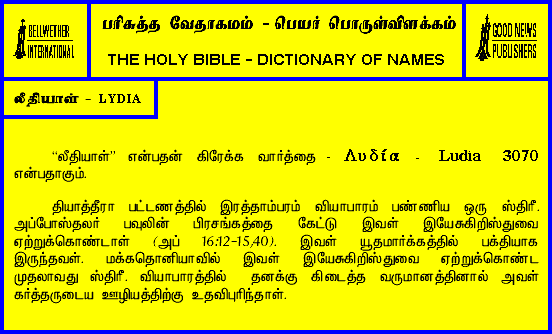 BELLWETHER
INTERNATIONAL
பரிசுத்த வேதாகமம் - பெயர் பொருள்விளக்கம்
THE HOLY BIBLE - DICTIONARY OF NAMES
GOOD NEWS
PUBLISHERS
லீதியாள் - LYDIA
“லீதியாள்” என்பதன் கிரேக்க வார்த்தை - Λυδία - Ludia 3070
என்பதாகும்.
தியாத்தீரா பட்டணத்தில் இரத்தாம்பரம் வியாபாரம் பண்ணிய ஒரு ஸ்திரீ.
அப்போஸ்தலர் பவுலின் பிரசங்கத்தை கேட்டு இவள் இயேசுகிறிஸ்துவை
ஏற்றுக்கொண்டாள் (அப் 16:12-15,40). இவள் யூதமார்க்கத்தில் பக்தியாக
இருந்தவள். மக்கதொனியாவில் இவள் இயேசுகிறிஸ்துவை ஏற்றுக்கொண்ட
முதலாவது ஸ்திரீ. வியாபாரத்தில் தனக்கு கிடைத்த வருமானத்தினால் அவள்
கர்த்தருடைய ஊழியத்திற்கு உதவிபுரிந்தாள்.